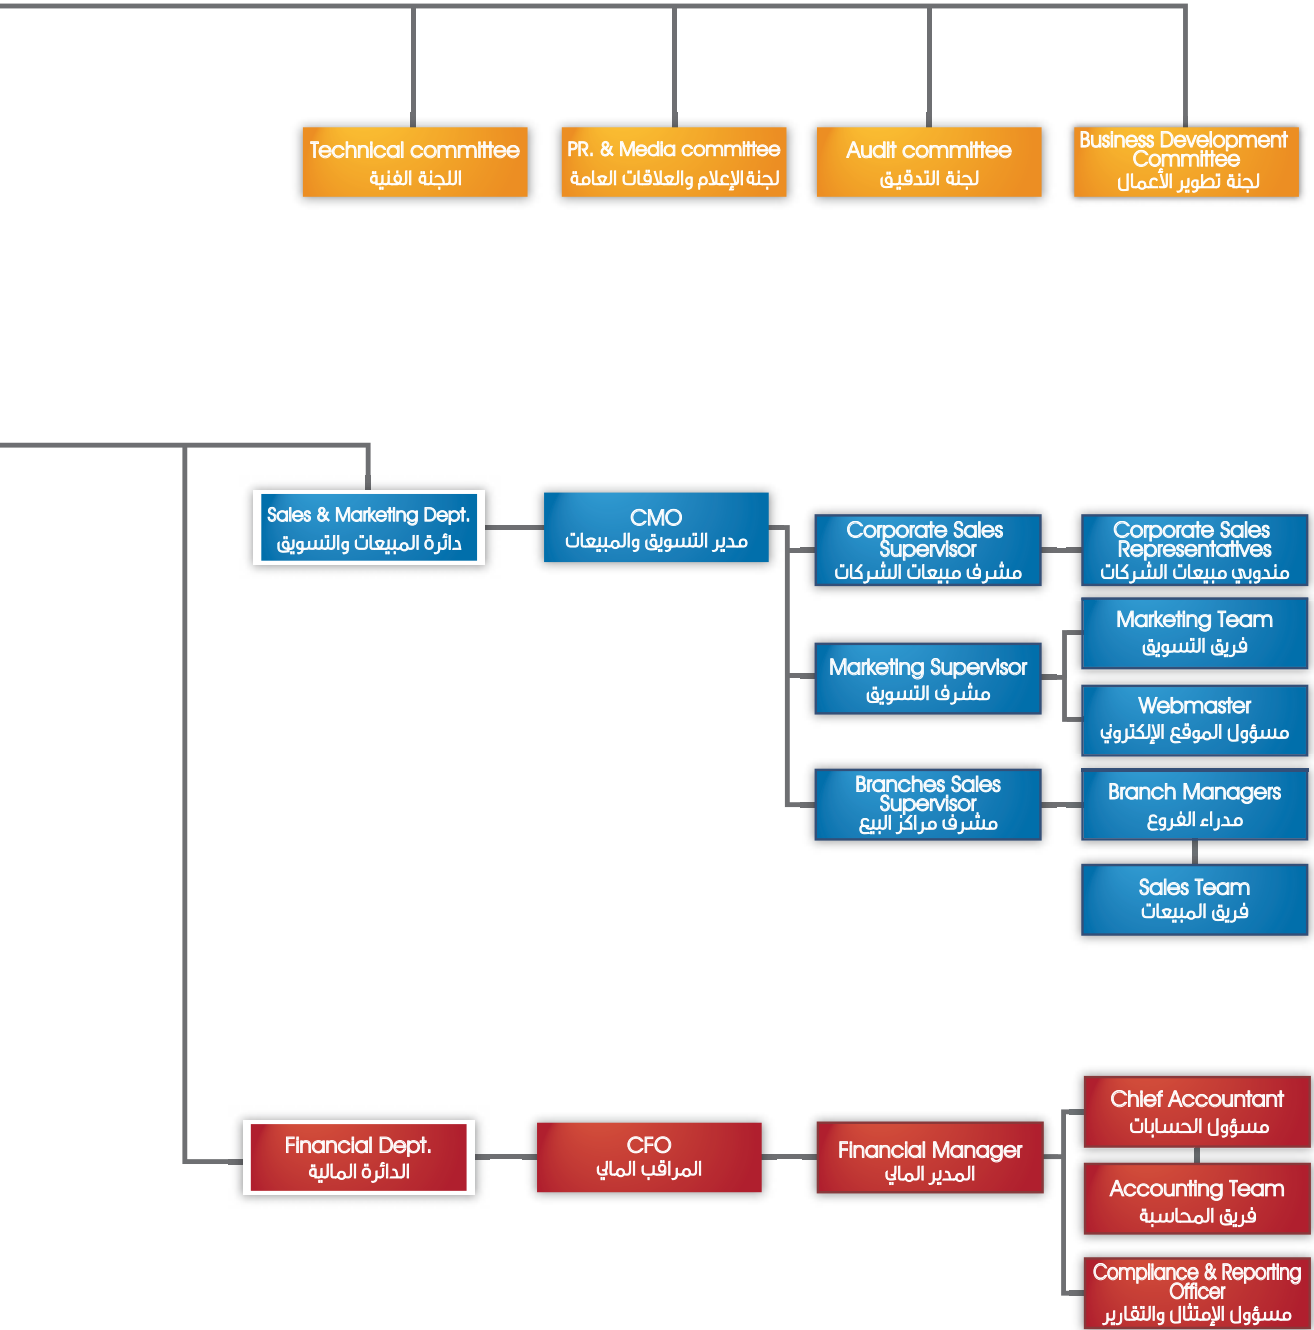 Technical committee
اللجنة الفنية
PR. & Media committee
لجنة الإعلام والعلاقات العامة
Audit committee
لجنة التدقيق
Business Development
Committee
لجنة تطوير الأعمال
Sales & Marketing Dept.
دائرة المبيعات والتسويق
CMO
مدير التسويق والمبيعات
Corporate Sales
Supervisor
مشرف مبيعات الشركات
Corporate Sales
Representatives
مندوبي مبيعات الشركات
Marketing Supervisor
مشرف التسويق
Marketing Team
فريق التسويق
Webmaster
مسؤول الموقع الإلكتروني
Branches Sales
Supervisor
مشرف مراكز البيع
Branch Managers
مدراء الفروع
Sales Team
فريق المبيعات
Financial Dept.
الدائرة المالية
CFO
المراقب المالي
Financial Manager
المدير المالي
Chief Accountant
مسؤول الحسابات
Accounting Team
فريق المحاسبة
Compliance & Reporting
Officer
مسؤول الإمتثال والتقارير